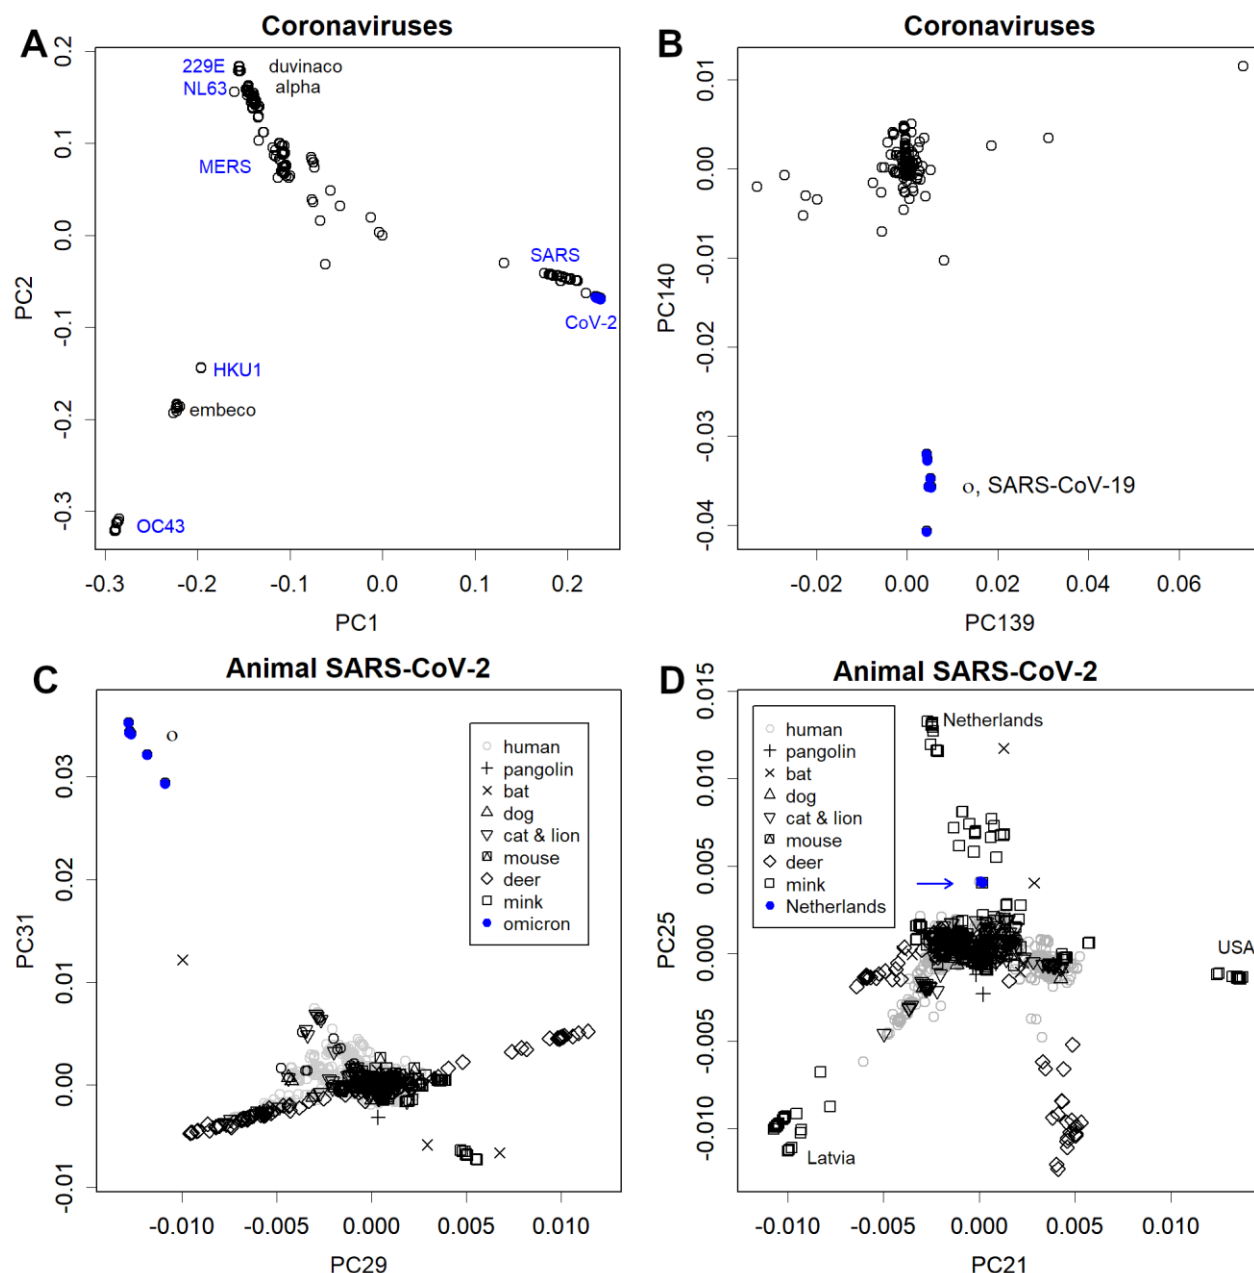 A
Coronaviruses
0.2
0.1
0.0
-0.1
-0.2
-0.3
PC2
229E
duvinaco
NL63
alpha
MERS
SARS
CoV-2
HKU1
embeco
OC43
-0.3
-0.2
-0.1
0.0
0.1
0.2
PC1
B
Coronaviruses
0.01
0.00
-0.01
-0.02
-0.03
-0.04
PC140
o, SARS-CoV-19
-0.02
0.00
0.02
0.04
0.06
PC139
C
Animal SARS-CoV-2
0.03
0.02
0.01
0.00
-0.01
PC31
o
human
pangolin
bat
dog
cat & lion
mouse
deer
mink
omicron
-0.010
-0.005
0.000
0.005
0.010
PC29
D
Animal SARS-CoV-2
0.015
0.010
0.005
0.000
-0.005
-0.010
PC25
human
pangolin
bat
dog
cat & lion
mouse
deer
mink
Netherlands
Netherlands
USA
Latvia
-0.010
-0.005
0.000
0.005
0.010
PC21